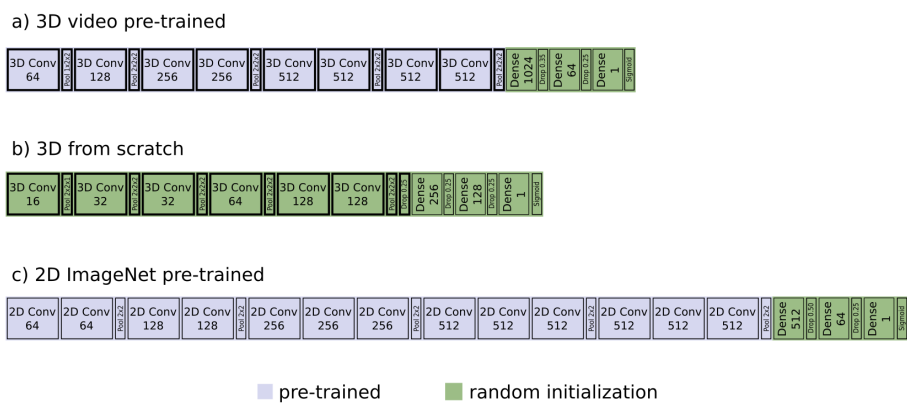 a) 3D video pre-trained
3D Conv 64 Pool 1x2x2 3D Conv 128 Pool 2x2x2 3D Conv 256 3D Conv 256 Pool 2x2x2 3D Conv 512 3D Conv 512 Pool 2x2x2 3D Conv 512 3D Conv 512 Pool 2x2x2 Dense 1024 Drop 0.35 Dense 64 Drop 0.25 Dense 1 Sigmoid
b) 3D from scratch
3D Conv 16 Pool 2x2x1 3D Conv 32 Pool 2x2x2 3D Conv 32 Pool 2x2x2 3D Conv 64 Pool 2x2x2 3D Conv 128 3D Conv 128 Pool 2x2x2 Drop 0.25 Dense 256 Drop 0.25 Dense 128 Drop 0.25 Dense 1 Sigmoid
c) 2D ImageNet pre-trained
2D Conv 64 2D Conv 64 Pool 2x2 2D Conv 128 2D Conv 128 Pool 2x2 2D Conv 256 2D Conv 256 2D Conv 256 Pool 2x2 2D Conv 512 2D Conv 512 2D Conv 512 Pool 2x2 2D Conv 512 2D Conv 512 2D Conv 512 Pool 2x2 Dense 512 Drop 0.50 Dense 64 Drop 0.25 Dense 1 Sigmoid
pre-trained random initialization